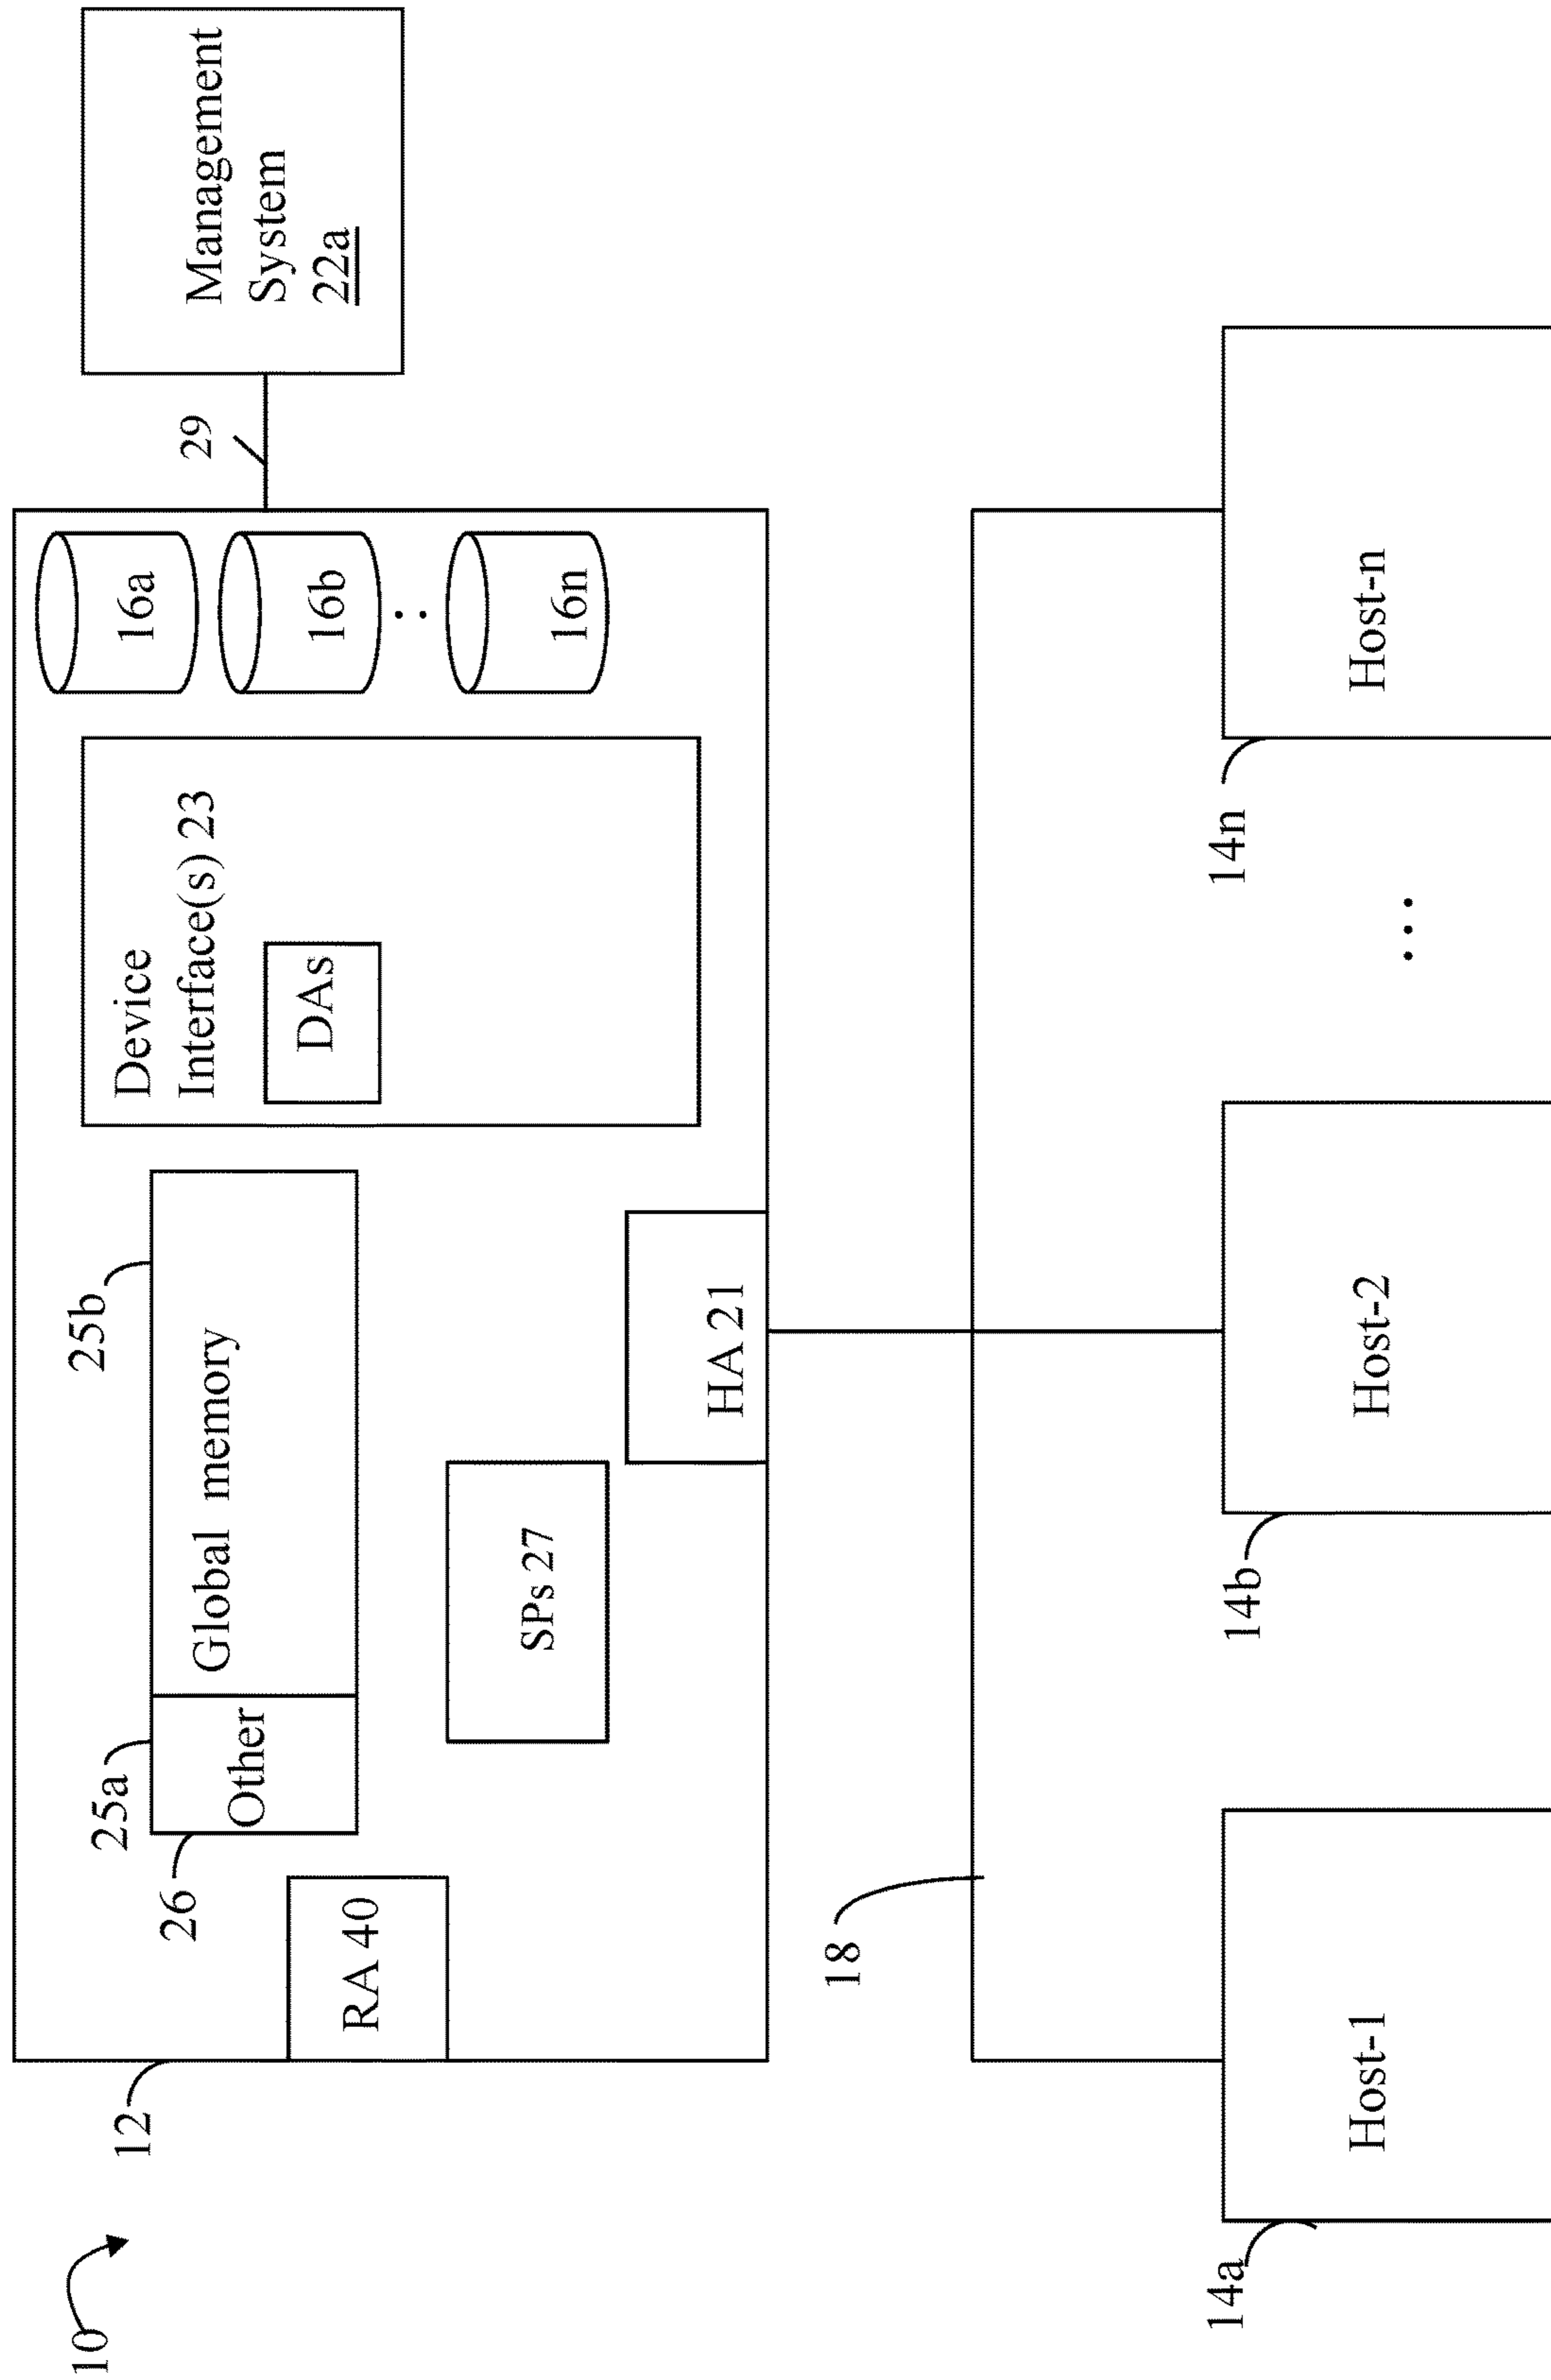 10
12
RA 40
26
25a
Other
Global memory
25b
SPs 27
HA 21
Device
Interface(s) 23
DAs
16a
16b
16n
29
Management
System
22a
18
14a
Host-1
14b
Host-2
...
14n
Host-n